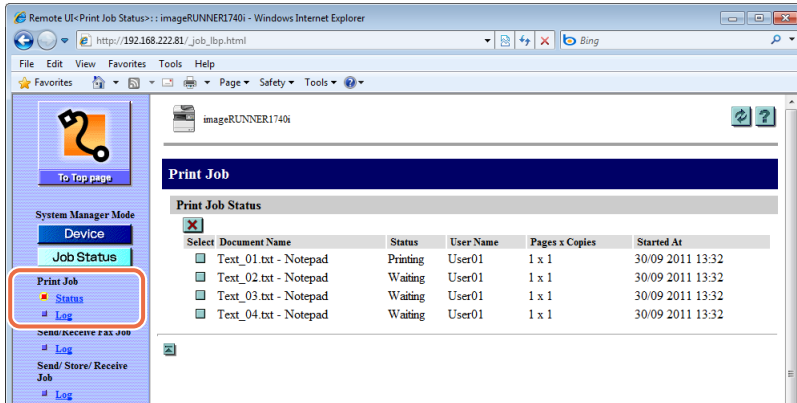 Remote UI<Print Job Status>: : imageRUNNER1740i - Windows Internet Explorer
http://192.168.222.81/_job_lbp.html
Bing
File Edit View Favorites Tools Help
Favorites Page Safety Tools
To Top page
imageRUNNER1740i
Print Job
System Manager Mode
Device
Job Status
Print Job
Status
Log
Send/Receive Fax Job
Log
Send/ Store/ Receive
Job
Log
Print Job Status
Select Document Name Status User Name Pages x Copies Started At
Text_01.txt - Notepad Printing User01 1 x 1 30/09 2011 13:32
Text_02.txt - Notepad Waiting User01 1 x 1 30/09 2011 13:32
Text_03.txt - Notepad Waiting User01 1 x 1 30/09 2011 13:32
Text_04.txt - Notepad Waiting User01 1 x 1 30/09 2011 13:32